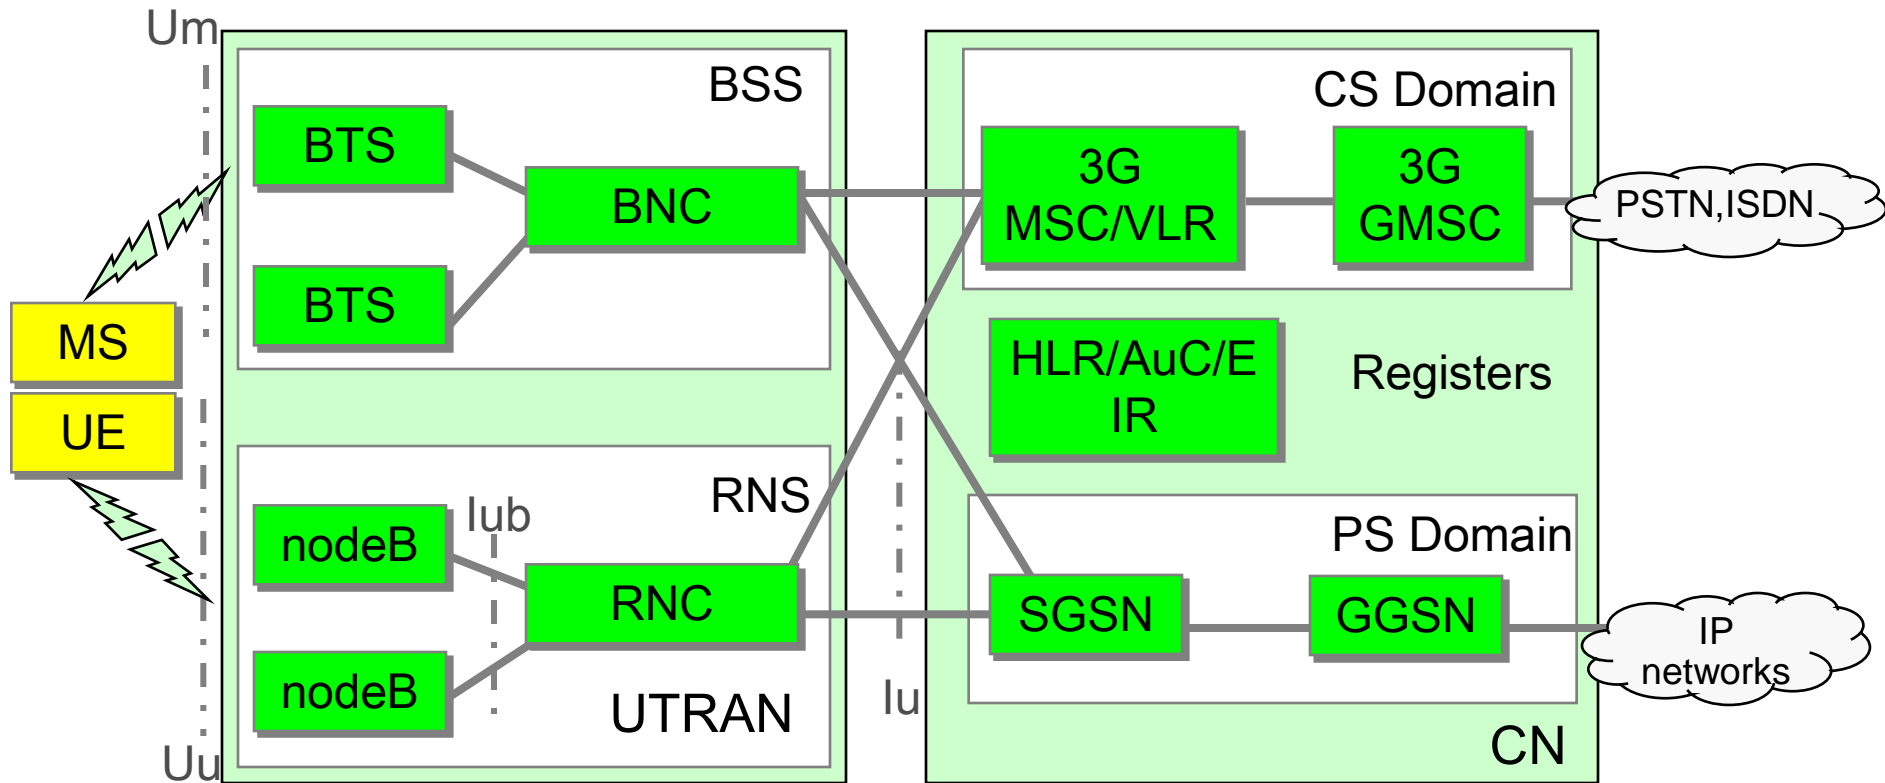 Um
BSS
BTS
BNC
BTS
MS
UE
RNS
Iub
nodeB
RNC
nodeB
UTRAN
Uu
Iu
CS Domain
3G
MSC/VLR
3G
GMSC
PSTN,ISDN
HLR/AuC/E
IR
Registers
PS Domain
SGSN
GGSN
IP
networks
CN